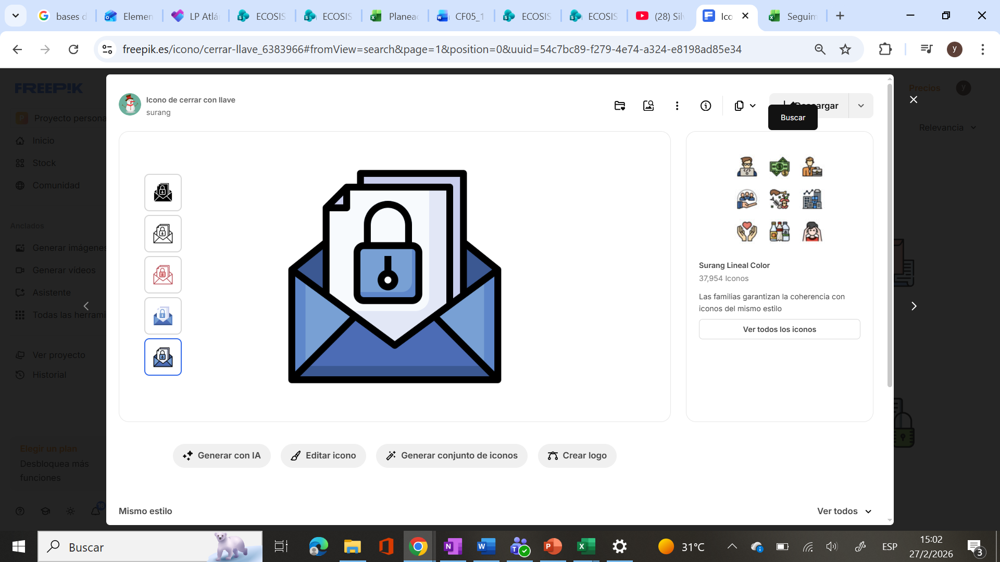 bases d
Elemen
LP Atlá
ECOSIS
ECOSIS
Planeac
CF05_1
ECOSIS
ECOSIS
(28) Sil
Ico
Seguim
freepik.es/icono/cerrar-llave_6383966#fromView=search&page=1&position=0&uuid=54c7bc89-f279-4e74-a324-e8198ad85e34
y
FREEPIK
Precios
y
Icono de cerrar con llave
surang
Descargar
Buscar
P
Proyecto persona
Relevancia
Inicio
Stock
Comunidad
Anclados
Generar imágenes
Generar vídeos
Asistente
Todas las herrami
Surang Lineal Color
37,954 Iconos
Las familias garantizan la coherencia con
iconos del mismo estilo
Ver todos los iconos
Ver proyecto
Historial
Elegir un plan
Desbloquea más
funciones
Generar con IA
Editar icono
Generar conjunto de iconos
Crear logo
16
Mismo estilo
Ver todos
Buscar
31°C
ESP
15:02
27/2/2026
3